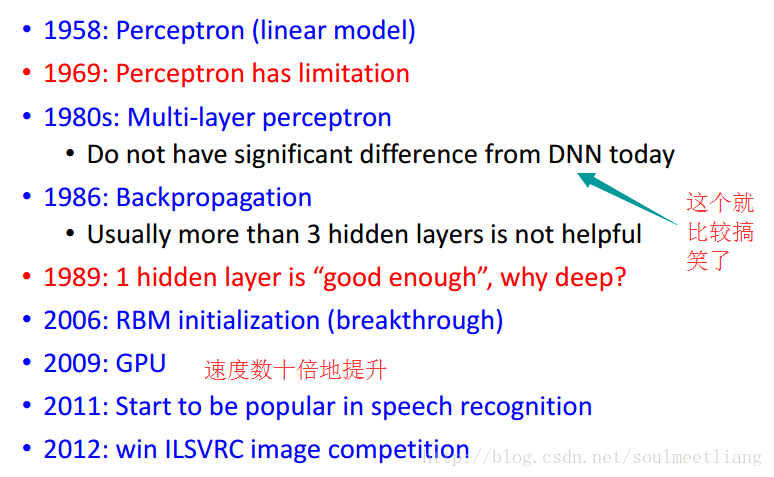 • 1958: Perceptron (linear model)
• 1969: Perceptron has limitation
• 1980s: Multi-layer perceptron
• Do not have significant difference from DNN today
这个就
比较搞
笑了
• 1986: Backpropagation
• Usually more than 3 hidden layers is not helpful
• 1989: 1 hidden layer is “good enough”, why deep?
• 2006: RBM initialization (breakthrough)
• 2009: GPU 速度数十倍地提升
• 2011: Start to be popular in speech recognition
• 2012: win ILSVRC image competition
http://blog.csdn.net/soulmeetliang